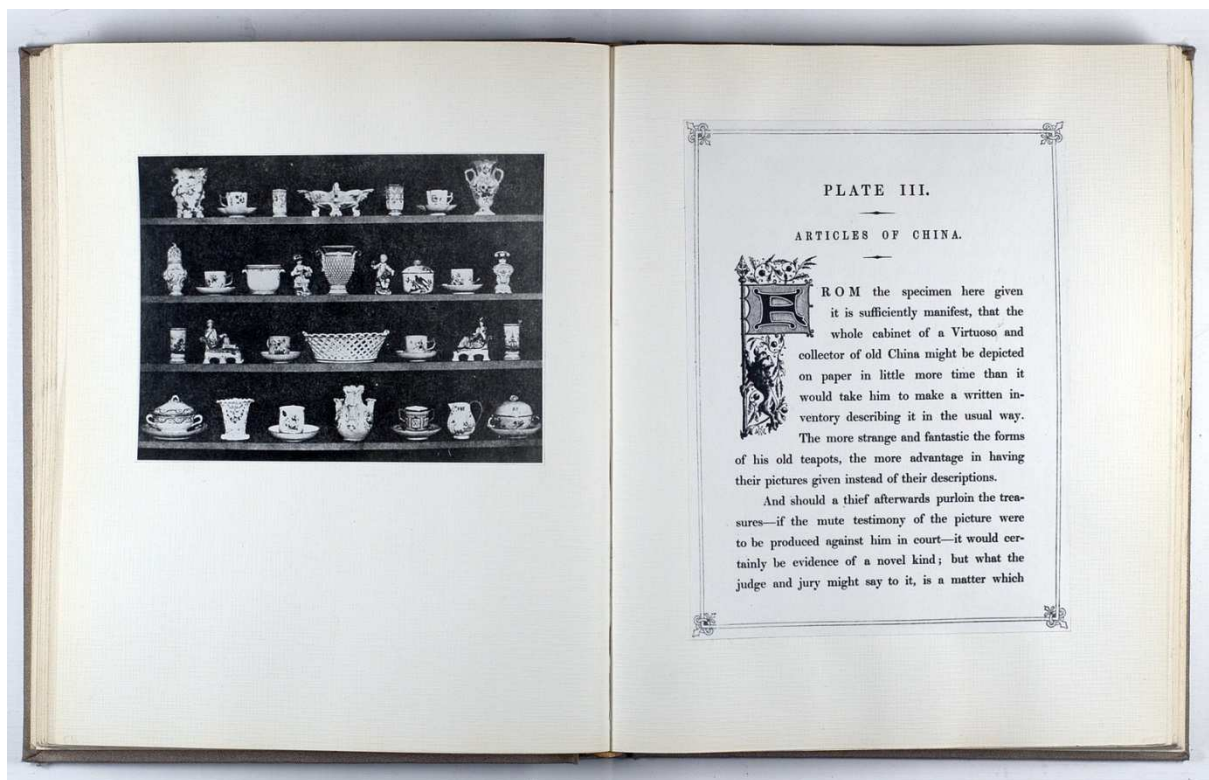 PLATE III.
ARTICLES OF CHINA.
FROM the specimen here given
it is sufficiently manifest, that the
whole cabinet of a Virtuoso and
collector of old China might be depicted
on paper in little more time than it
would take him to make a written in-
ventory describing it in the usual way.
The more strange and fantastic the forms
of his old teapots, the more advantage in having
their pictures given instead of their descriptions.
And should a thief afterwards purloin the trea-
sures—if the mute testimony of the picture were
to be produced against him in court—it would cer-
tainly be evidence of a novel kind; but what the
judge and jury might say to it, is a matter which